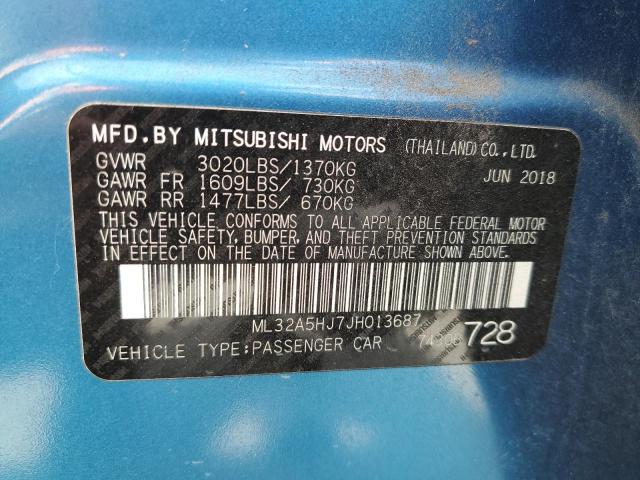 MFD.BY MITSUBISHI MOTORS (THAILAND) CO.,LTD.
GVWR 3020LBS/1370KG JUN 2018
GAWR FR 1609LBS/ 730KG
GAWR RR 1477LBS/ 670KG
THIS VEHICLE CONFORMS TO ALL APPLICABLE FEDERAL MOTOR
VEHICLE SAFETY, BUMPER, AND THEFT PREVENTION STANDARDS
IN EFFECT ON THE DATE OF MANUFACTURE SHOWN ABOVE.
ML32A5HJ7JH013687
VEHICLE TYPE:PASSENGER CAR 728